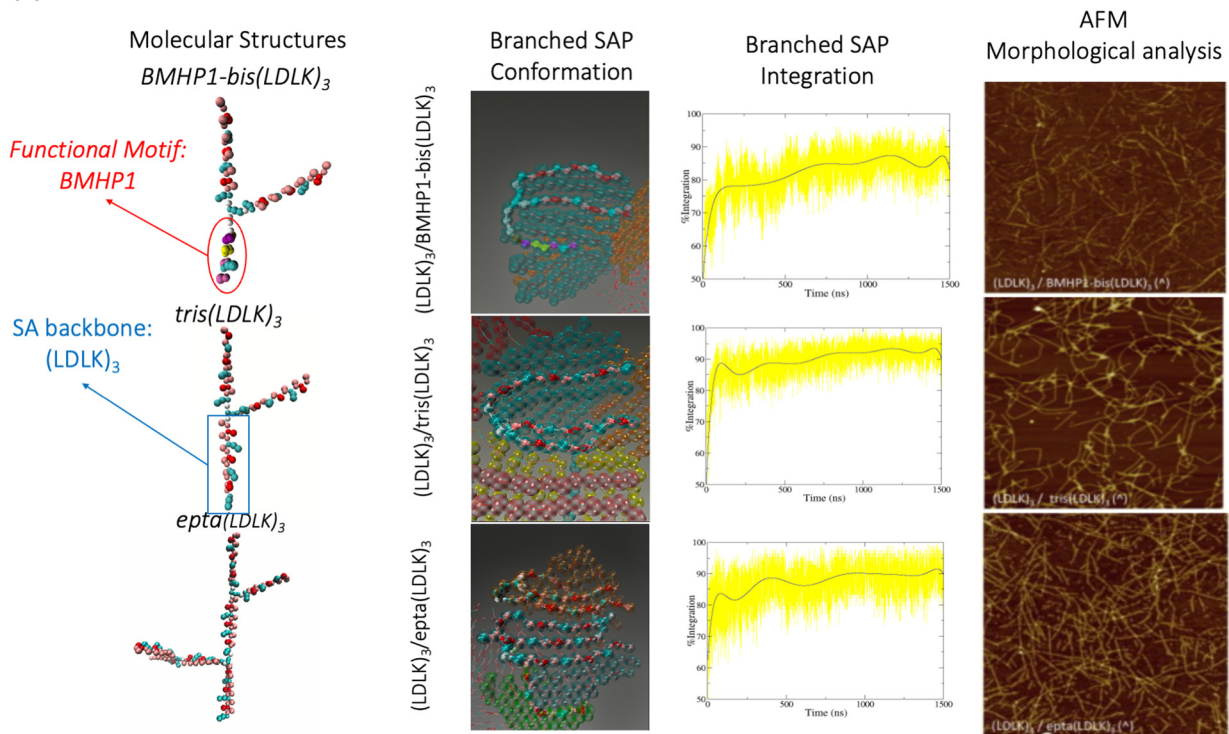 Molecular Structures
BMHP1-bis(LDLK)3
Functional Motif:
BMHP1
tris(LDLK)3
SA backbone:
(LDLK)3
epta(LDLK)3
Branched SAP
Conformation
(LDLK)3/BMHP1-bis(LDLK)3
(LDLK)3/tris(LDLK)3
(LDLK)3/epta(LDLK)3
Branched SAP
Integration
100
90
80
70
60
50
%Integration
0 500 1000 1500
Time (ns)
100
90
80
70
60
50
%Integration
0 500 1000 1500
Time (ns)
100
90
80
70
60
50
%Integration
0 500 1000 1500
Time (ns)
AFM
Morphological analysis
(LDLK)3 / BMHP1-bis(LDLK)3 (^)
(LDLK)3 / tris(LDLK)3 (^)
(LDLK)3 / epta(LDLK)3 (^)